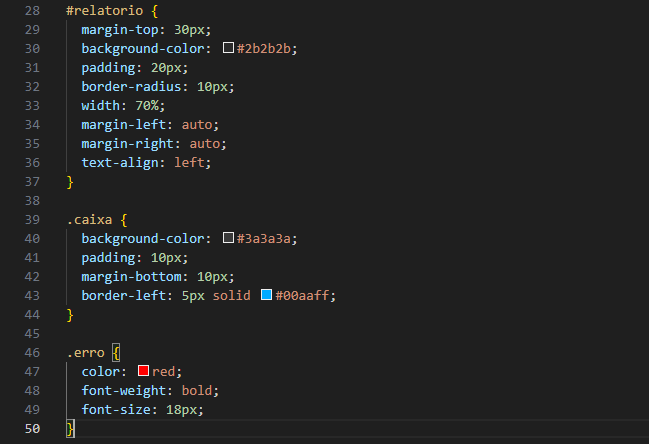 28 #relatorio {
29 margin-top: 30px;
30 background-color: #2b2b2b;
31 padding: 20px;
32 border-radius: 10px;
33 width: 70%;
34 margin-left: auto;
35 margin-right: auto;
36 text-align: left;
37 }
38
39 .caixa {
40 background-color: #3a3a3a;
41 padding: 10px;
42 margin-bottom: 10px;
43 border-left: 5px solid #00aaff;
44 }
45
46 .erro {
47 color: red;
48 font-weight: bold;
49 font-size: 18px;
50 }